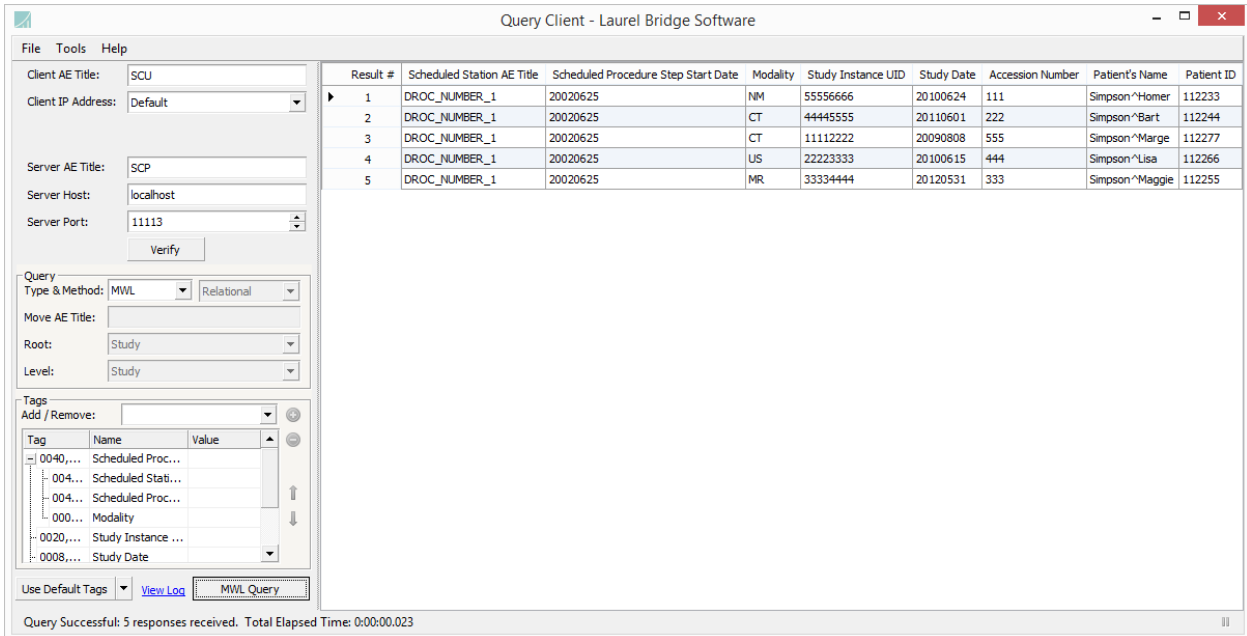 Query Client - Laurel Bridge Software
File Tools Help
Client AE Title: SCU
Client IP Address: Default
Server AE Title: SCP
Server Host: localhost
Server Port: 11113
Verify
Query
Type & Method: MWL Relational
Move AE Title:
Root: Study
Level: Study
Tags
Add / Remove:
Tag Name Value
0040,... Scheduled Proc...
004... Scheduled Stati...
004... Scheduled Proc...
000... Modality
0020,... Study Instance ...
0008,... Study Date
Use Default Tags View Log MWL Query
Result # Scheduled Station AE Title Scheduled Procedure Step Start Date Modality Study Instance UID Study Date Accession Number Patient's Name Patient ID
1 DROC_NUMBER_1 20020625 NM 55556666 20100624 111 Simpson^Homer 112233
2 DROC_NUMBER_1 20020625 CT 44445555 20110601 222 Simpson^Bart 112244
3 DROC_NUMBER_1 20020625 CT 11112222 20090808 555 Simpson^Marge 112277
4 DROC_NUMBER_1 20020625 US 22223333 20100615 444 Simpson^Lisa 112266
5 DROC_NUMBER_1 20020625 MR 33334444 20120531 333 Simpson^Maggie 112255
Query Successful: 5 responses received. Total Elapsed Time: 0:00:00.023